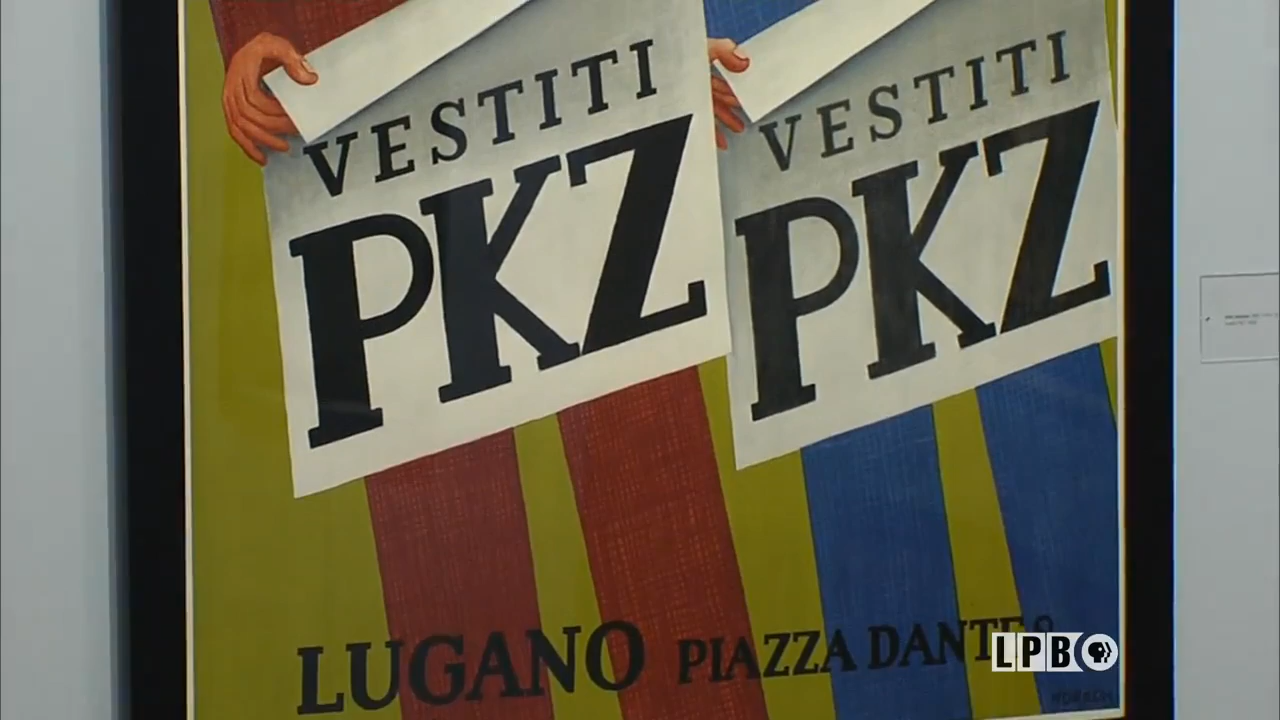 VESTITI
PKZ
VESTITI
PKZ
LUGANO PIAZZA DANTE
LPB